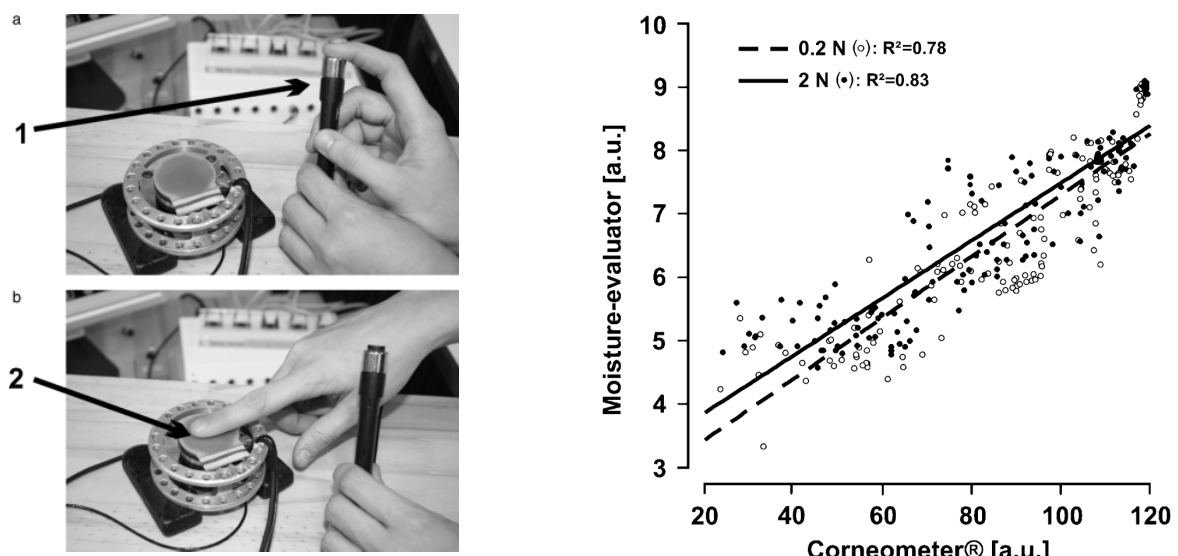 a
1
b
2
10
9
8
7
6
5
4
3
Moisture-evaluator [a.u.]
0.2 N (○): R²=0.78
2 N (•): R²=0.83
20 40 60 80 100 120
Corneometer® [a.u.]